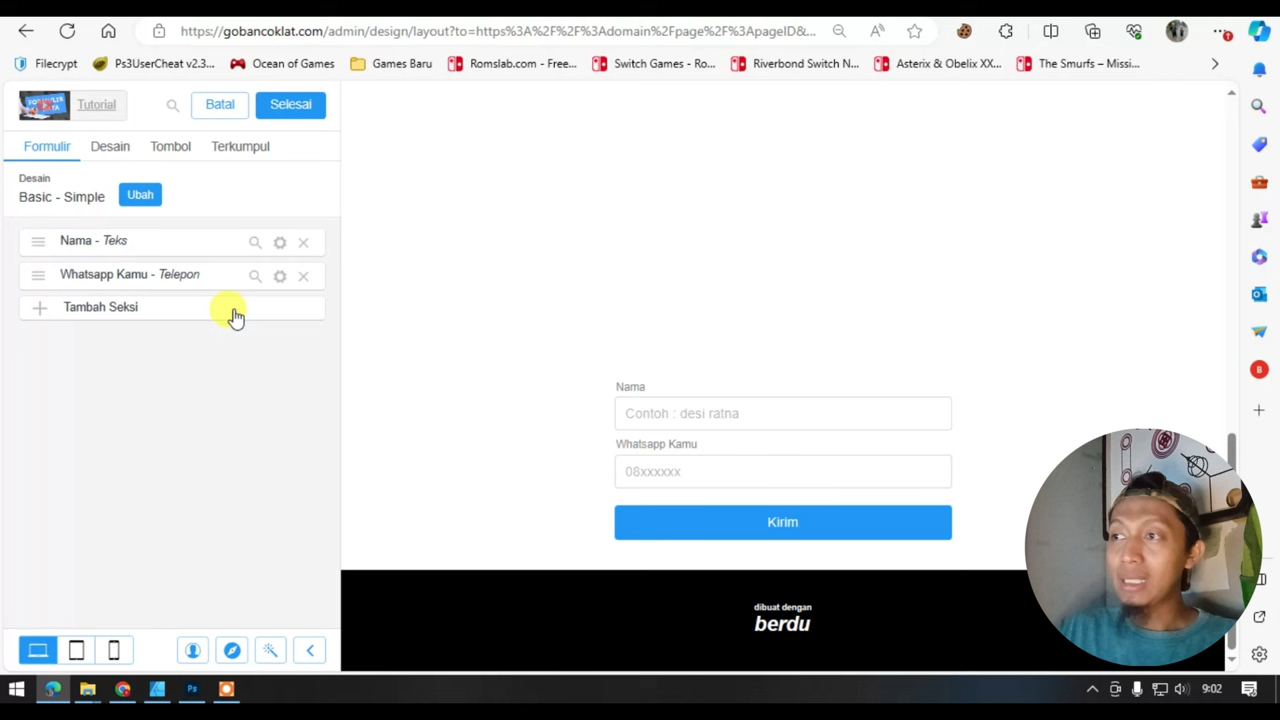 https://gobancoklat.com/admin/design/layout?to=https%3A%2F%2F%3Adomain%2Fpage%2F%3ApageID&...
Filecrypt
Ps3UserCheat v2.3...
Ocean of Games
Games Baru
Romslab.com - Free...
Switch Games - Ro...
Riverbond Switch N...
Asterix & Obelix XX...
The Smurfs – Missi...
Tutorial
Batal
Selesai
Formulir
Desain
Tombol
Terkumpul
Desain
Basic - Simple
Ubah
Nama - Teks
Whatsapp Kamu - Telepon
Tambah Seksi
Nama
Contoh : desi ratna
Whatsapp Kamu
08xxxxxx
Kirim
dibuat dengan
berdu
B
Ps
9:02